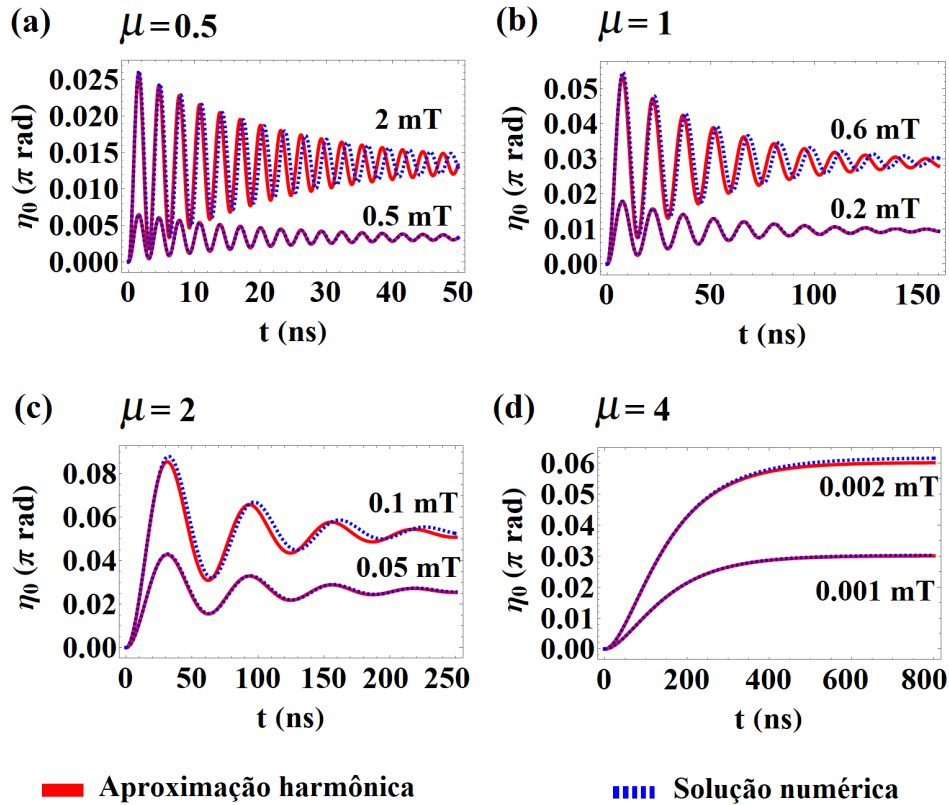 (a) μ = 0.5
η0 (π rad)
0.025
0.020
0.015
0.010
0.005
0.000
2 mT
0.5 mT
0 10 20 30 40 50
t (ns)
(b) μ = 1
η0 (π rad)
0.05
0.04
0.03
0.02
0.01
0.00
0.6 mT
0.2 mT
0 50 100 150
t (ns)
(c) μ = 2
η0 (π rad)
0.08
0.06
0.04
0.02
0.00
0.1 mT
0.05 mT
0 50 100 150 200 250
t (ns)
(d) μ = 4
η0 (π rad)
0.06
0.05
0.04
0.03
0.02
0.01
0.00
0.002 mT
0.001 mT
0 200 400 600 800
t (ns)
Aproximação harmônica
Solução numérica